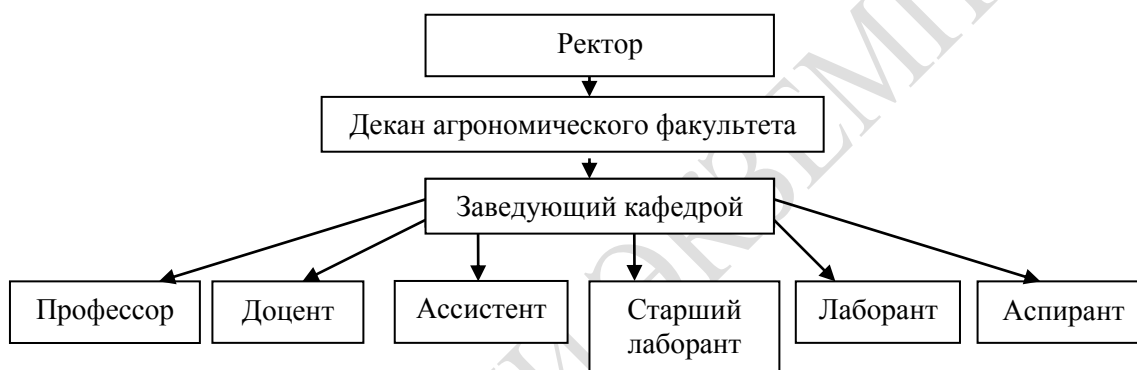 Ректор
Декан агрономического факультета
Заведующий кафедрой
Профессор
Доцент
Ассистент
Старший
лаборант
Лаборант
Аспирант